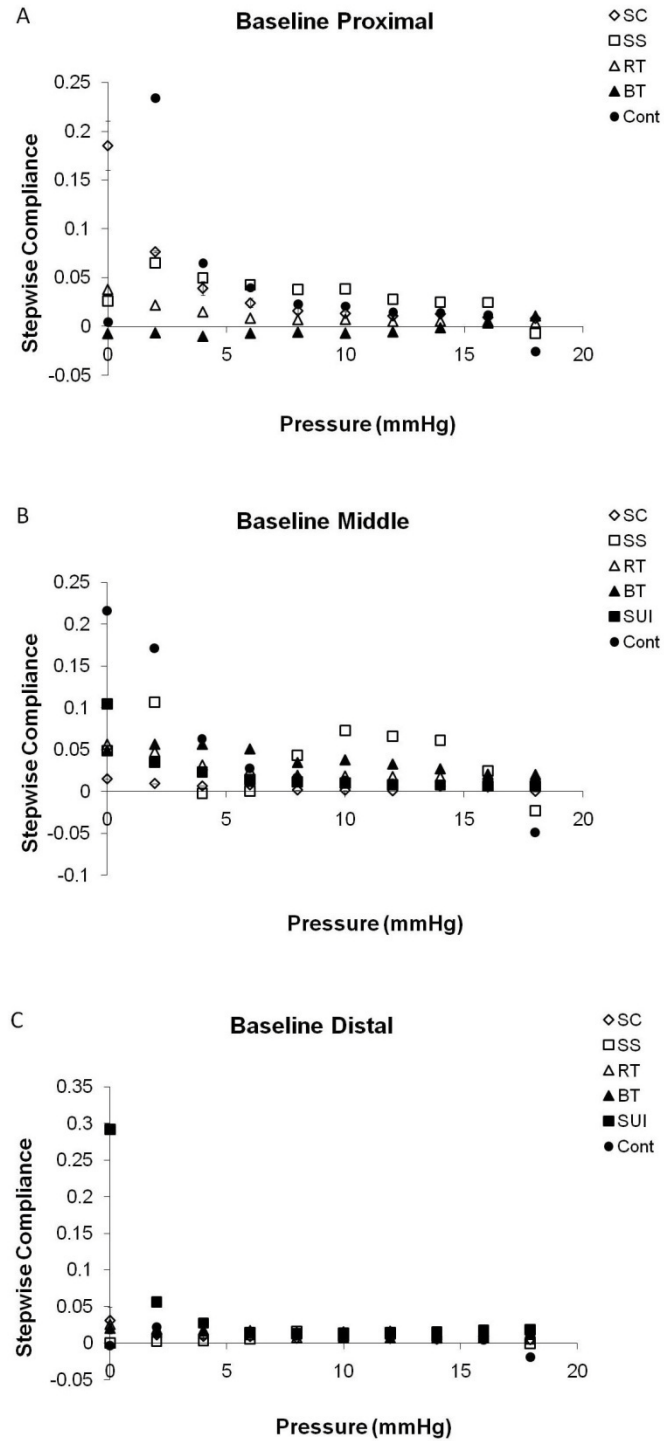 A
Baseline Proximal
SC
SS
RT
BT
Cont
0.25
0.2
0.15
0.1
0.05
0
-0.05
0
5
10
15
20
Stepwise Compliance
Pressure (mmHg)
B
Baseline Middle
SC
SS
RT
BT
SUI
Cont
0.25
0.2
0.15
0.1
0.05
0
-0.05
-0.1
0
5
10
15
20
Stepwise Compliance
Pressure (mmHg)
C
Baseline Distal
SC
SS
RT
BT
SUI
Cont
0.35
0.3
0.25
0.2
0.15
0.1
0.05
0
-0.05
0
5
10
15
20
Stepwise Compliance
Pressure (mmHg)